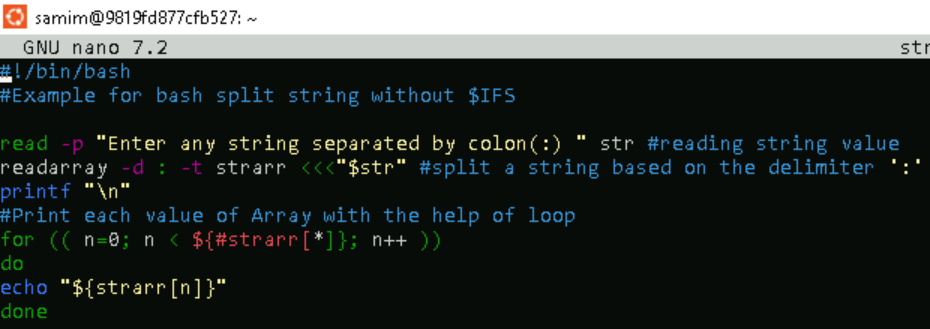 samim@9819fd877cfb527: ~
GNU nano 7.2 str
#!/bin/bash
#Example for bash split string without $IFS
read -p "Enter any string separated by colon(:) " str #reading string value
readarray -d : -t strarr <<<"$str" #split a string based on the delimiter ':'
printf "\n"
#Print each value of Array with the help of loop
for (( n=0; n < ${#strarr[*]}; n++ ))
do
echo "${strarr[n]}"
done